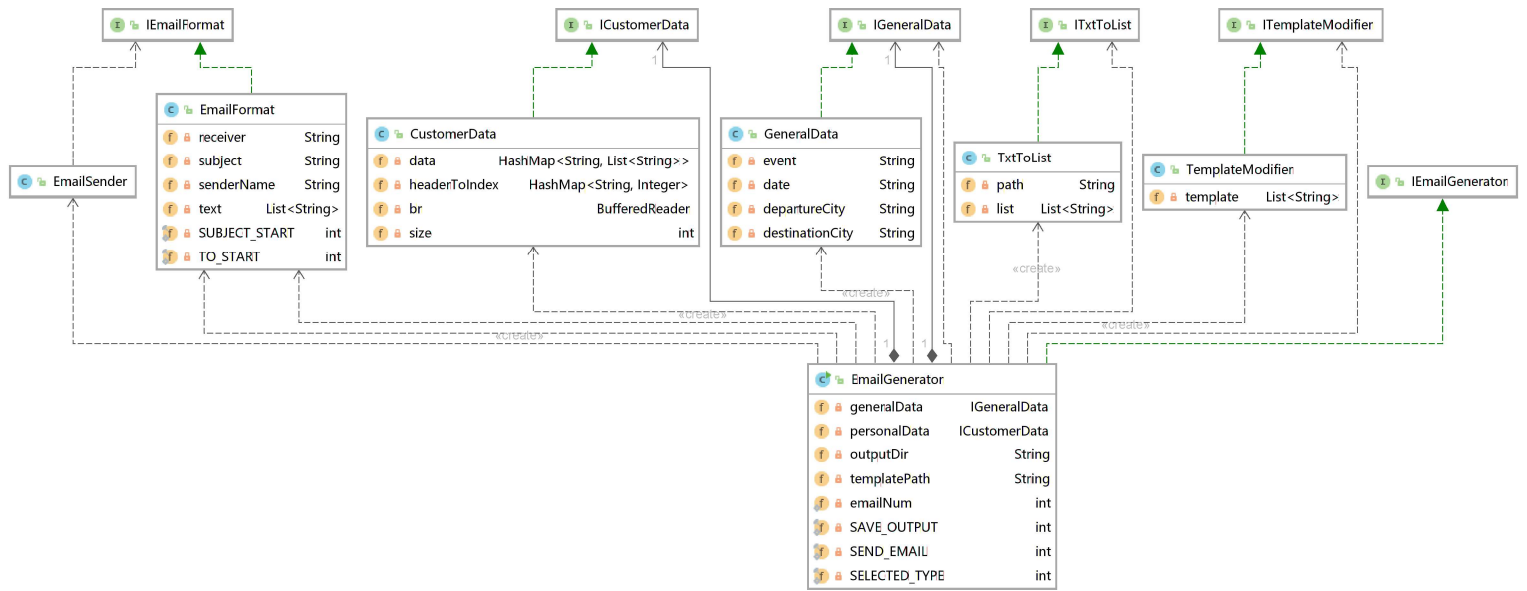 IEmailFormat
ICustomerData
IGeneralData
ITxtToList
ITemplateModifier
1
1
EmailFormat
receiver String
subject String
senderName String
text List<String>
SUBJECT_START int
TO_START int
CustomerData
data HashMap<String, List<String>>
headerToIndex HashMap<String, Integer>
br BufferedReader
size int
GeneralData
event String
date String
departureCity String
destinationCity String
TxtToList
path String
list List<String>
TemplateModifier
template List<String>
EmailSender
IEmailGenerator
«create»
«create»
«create»
«create»
«create»
1
1
EmailGenerator
generalData IGeneralData
personalData ICustomerData
outputDir String
templatePath String
emailNum int
SAVE_OUTPUT int
SEND_EMAIL int
SELECTED_TYPE int